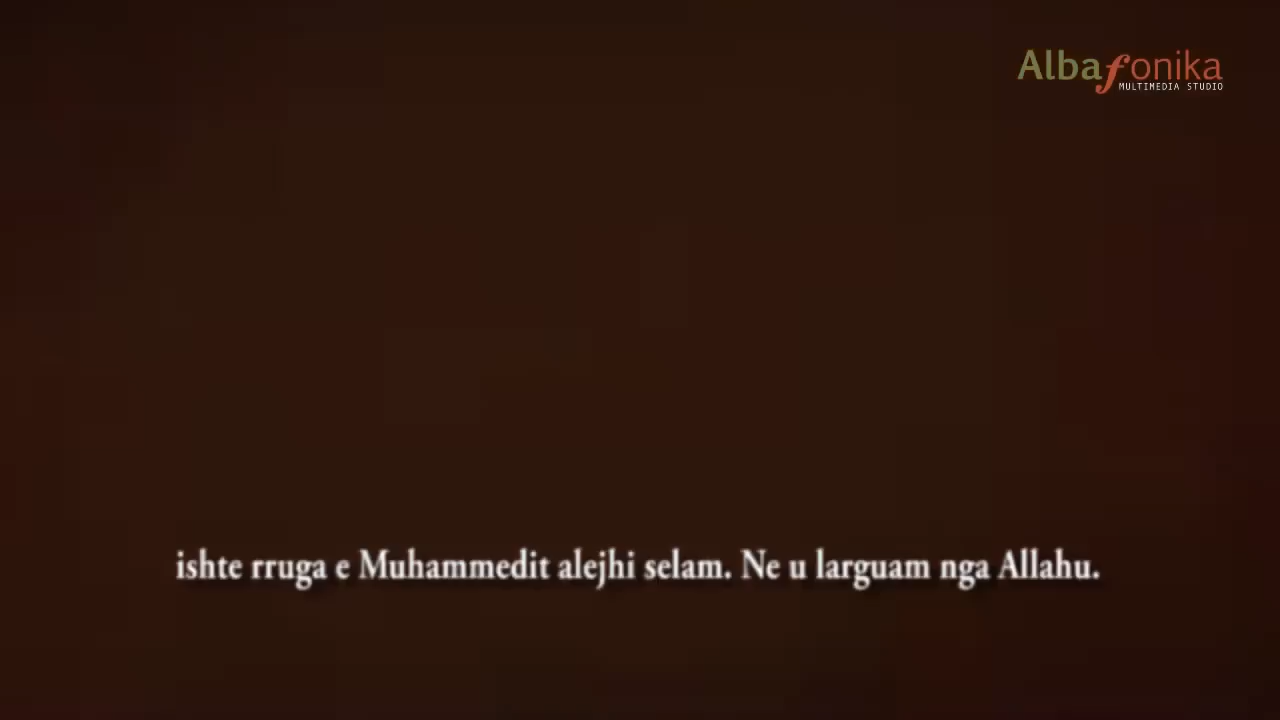 Albafonika
MULTIMEDIA STUDIO
ishte rruga e Muhammedit alejhi selam. Ne u larguam nga Allahu.